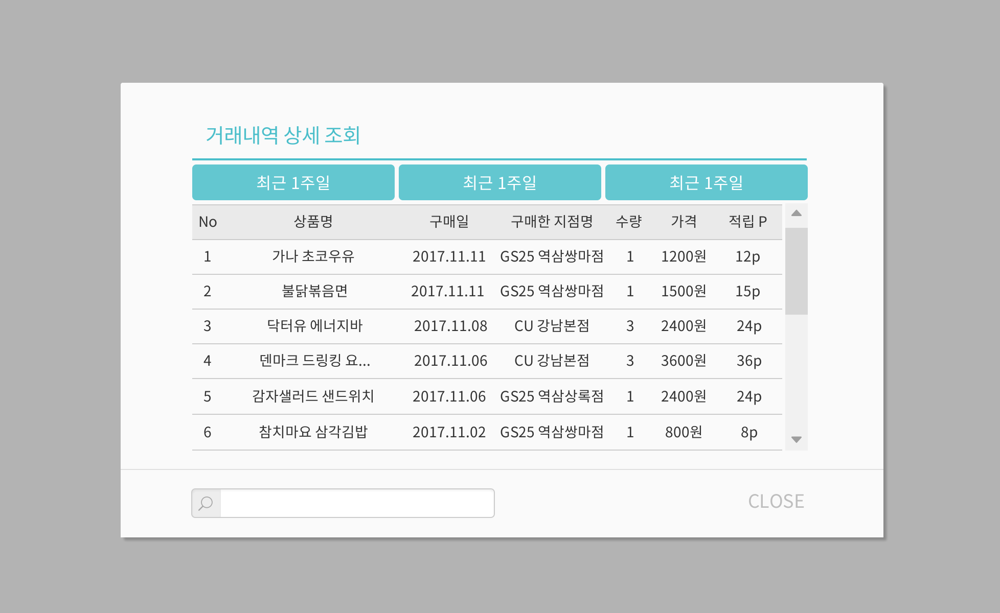 거래내역 상세 조회
최근 1주일 최근 1주일 최근 1주일
No 상품명 구매일 구매한 지점명 수량 가격 적립 P
1 가나 초코우유 2017.11.11 GS25 역삼쌍마점 1 1200원 12p
2 불닭볶음면 2017.11.11 GS25 역삼쌍마점 1 1500원 15p
3 닥터유 에너지바 2017.11.08 CU 강남본점 3 2400원 24p
4 덴마크 드링킹 요... 2017.11.06 CU 강남본점 3 3600원 36p
5 감자샐러드 샌드위치 2017.11.06 GS25 역삼상록점 1 2400원 24p
6 참치마요 삼각김밥 2017.11.02 GS25 역삼쌍마점 1 800원 8p
CLOSE